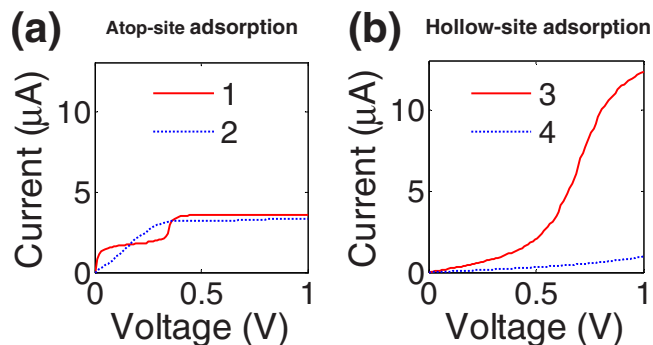 (a) Atop-site adsorption
10
5
0
Current (μA)
1
2
0 0.5 1
Voltage (V)
(b) Hollow-site adsorption
10
5
0
Current (μA)
3
4
0 0.5 1
Voltage (V)